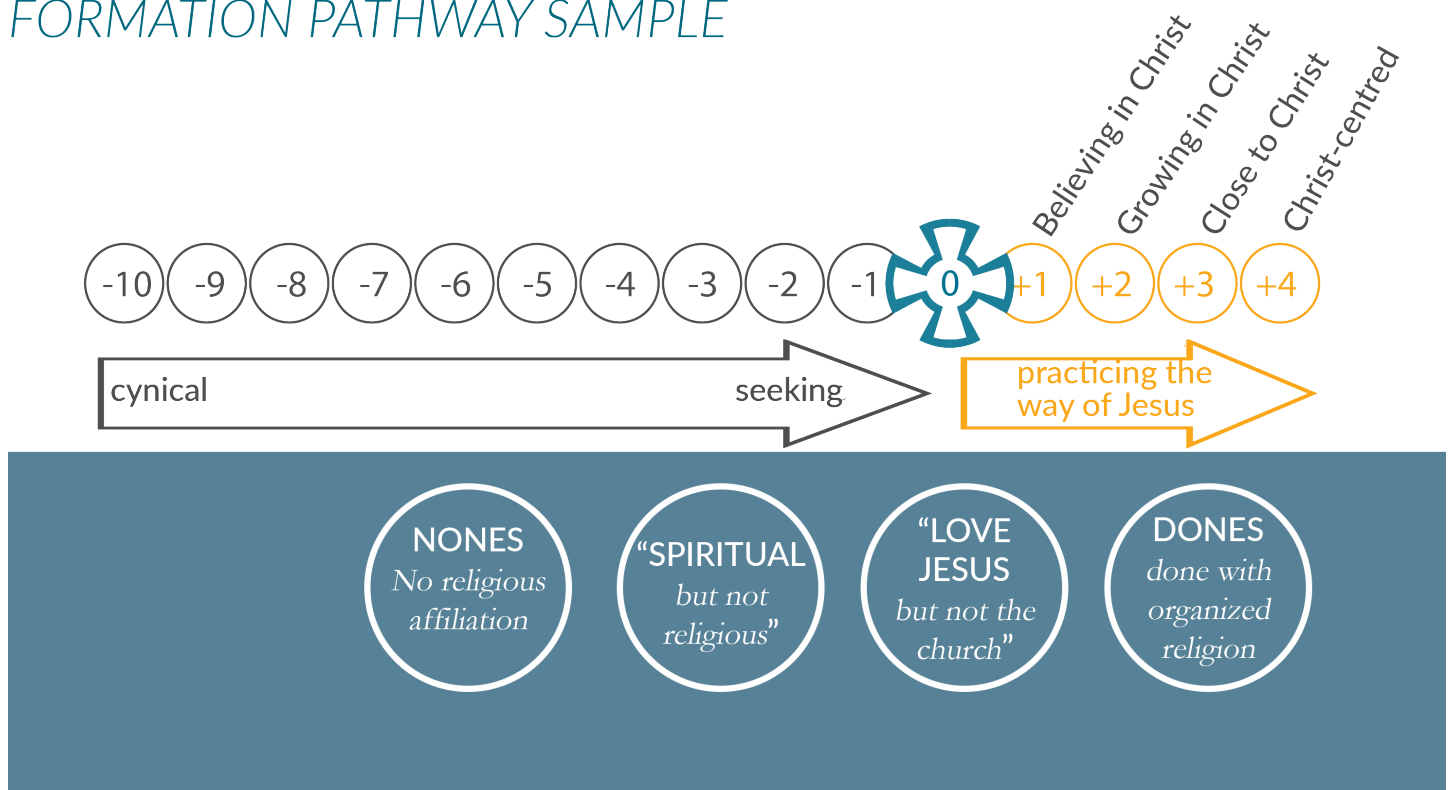 FORMATION PATHWAY SAMPLE
Believing in Christ
Growing in Christ
Close to Christ
Christ-centred
-10 -9 -8 -7 -6 -5 -4 -3 -2 -1 0 +1 +2 +3 +4
cynical seeking
practicing the
way of Jesus
NONES
No religious
affiliation
“SPIRITUAL
but not
religious”
“LOVE
JESUS
but not the
church”
DONES
done with
organized
religion